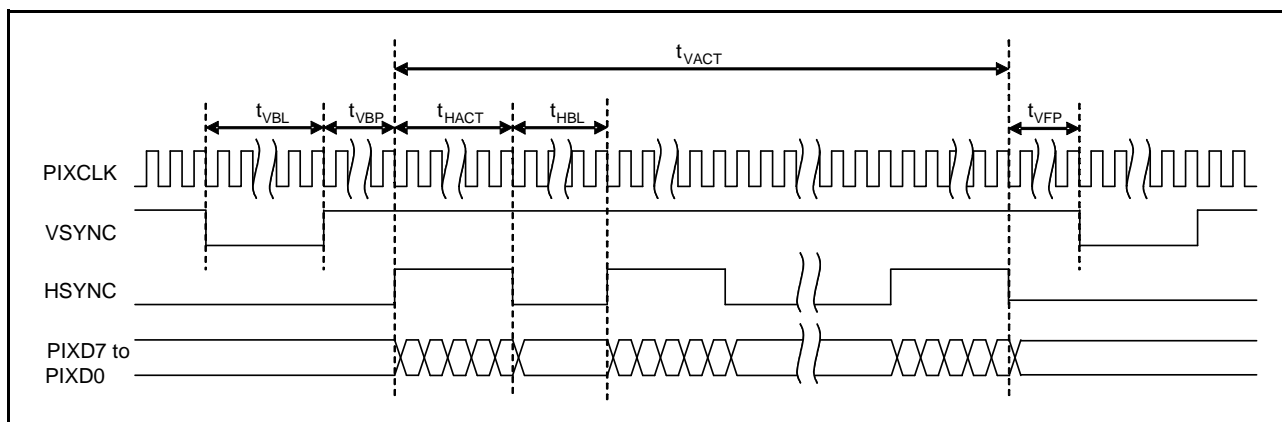 tVACT
tVBL tVBP tHACT tHBL tVFP
PIXCLK
VSYNC
HSYNC
PIXD7 to
PIXD0